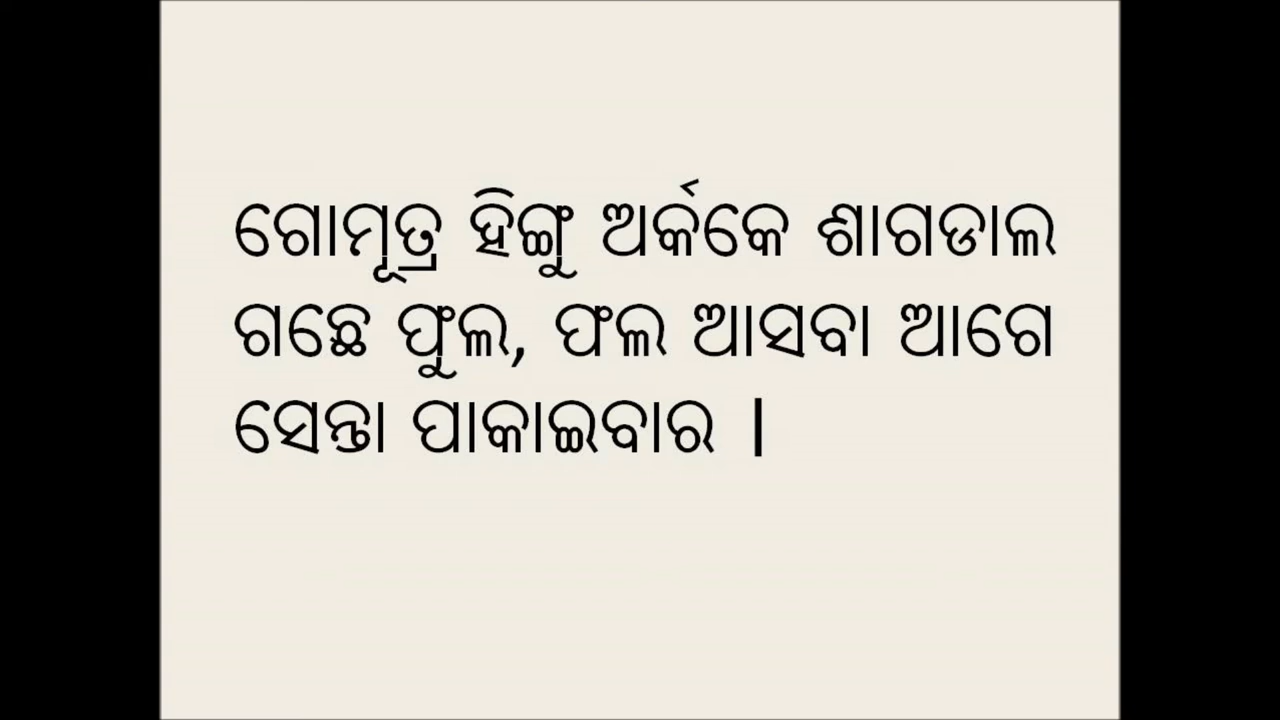 ଗୋମୂତ୍ର ହିଙ୍ଗୁ ଅର୍କକେ ଶାଗଡାଲ
ଗଛେ ଫୁଲ, ଫଲ ଆସବା ଆଗେ
ସେନ୍ତା ପାକାଇବାର |